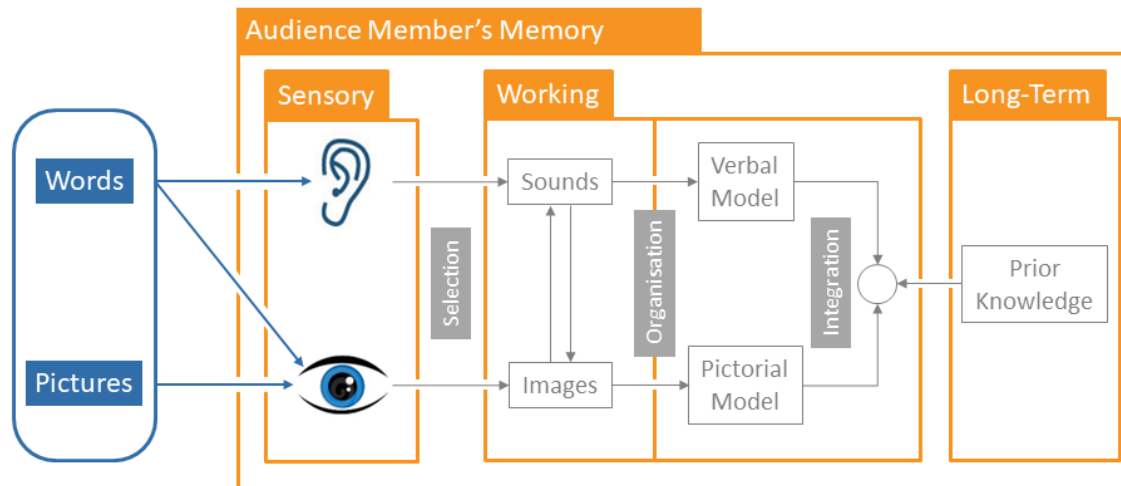 Audience Member's Memory
Sensory
Working
Long-Term
Words
Pictures
Selection
Sounds
Images
Organisation
Verbal
Model
Pictorial
Model
Integration
Prior
Knowledge